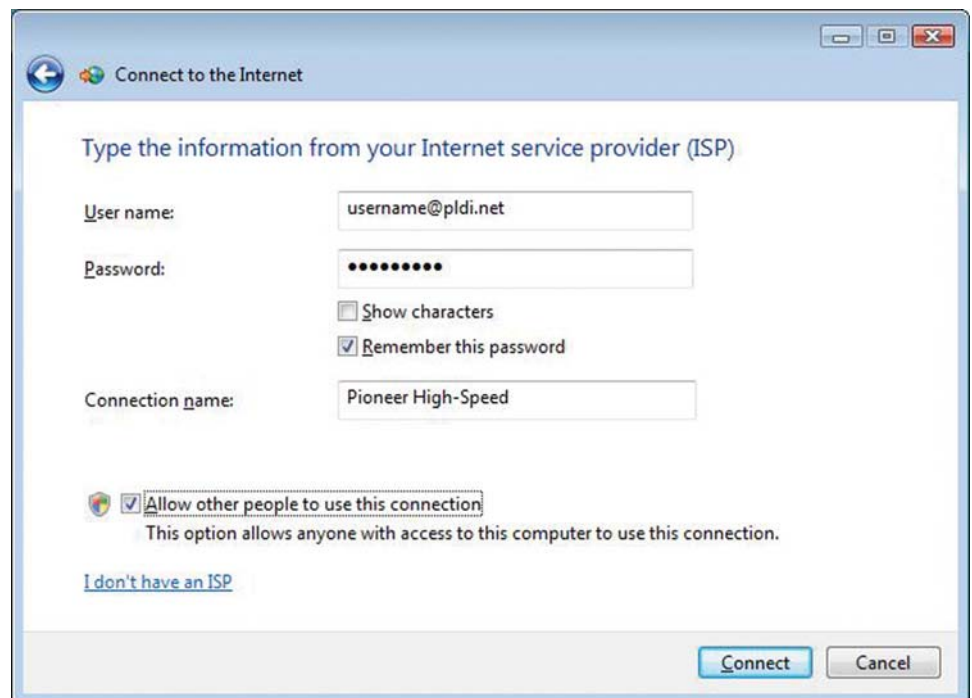 Connect to the Internet
Type the information from your Internet service provider (ISP)
User name:
username@pldi.net
Password:
•••••••••
Show characters
Remember this password
Connection name:
Pioneer High-Speed
Allow other people to use this connection
This option allows anyone with access to this computer to use this connection.
I don't have an ISP
Connect
Cancel